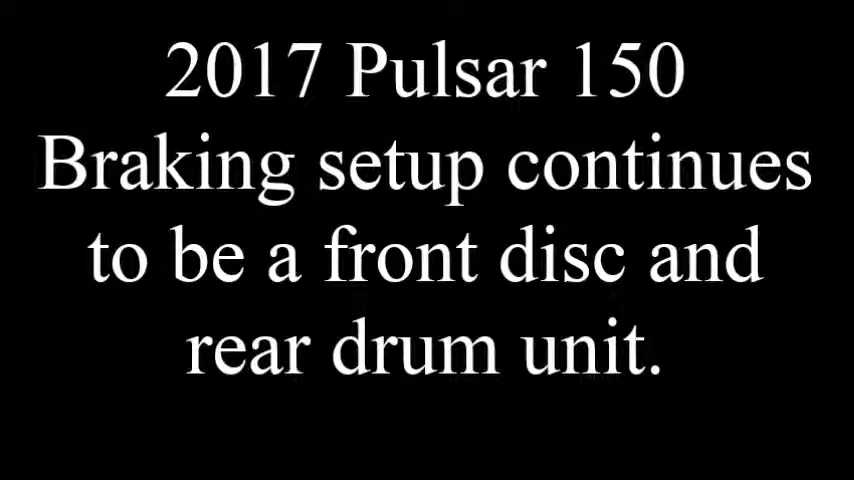 2017 Pulsar 150
Braking setup continues
to be a front disc and
rear drum unit.